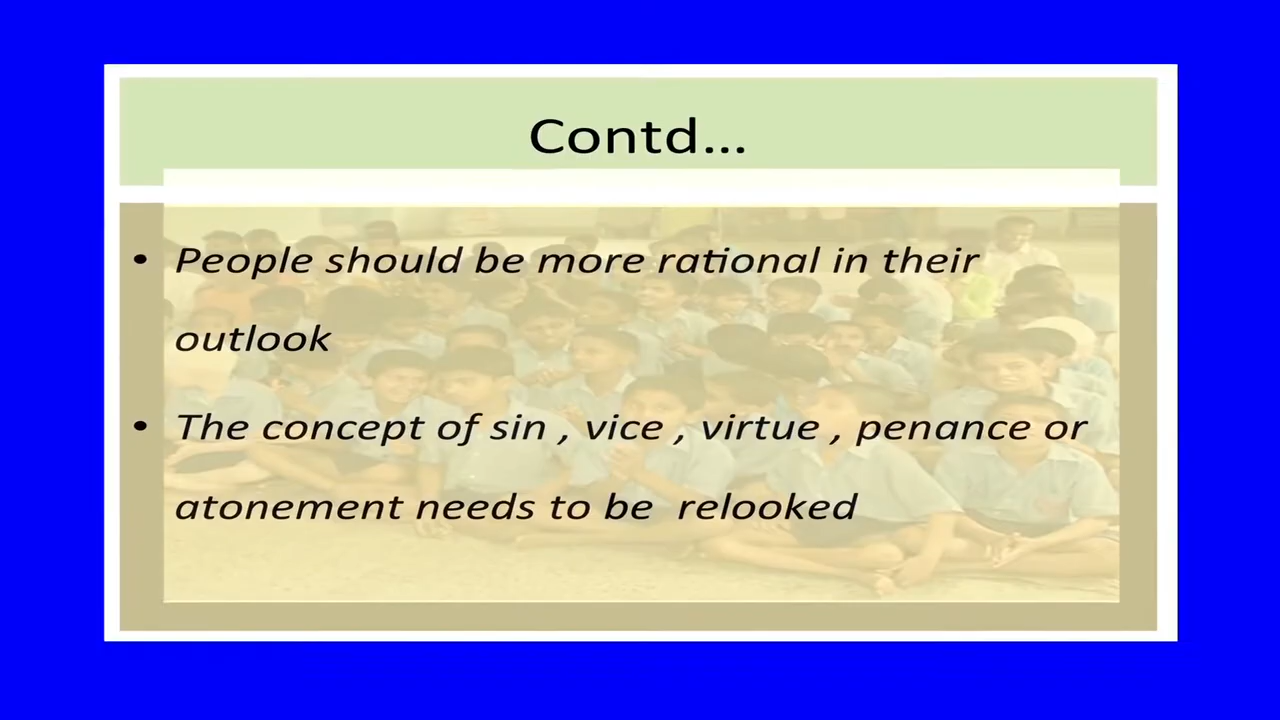 Contd...
• People should be more rational in their
outlook
• The concept of sin , vice , virtue , penance or
atonement needs to be  relooked